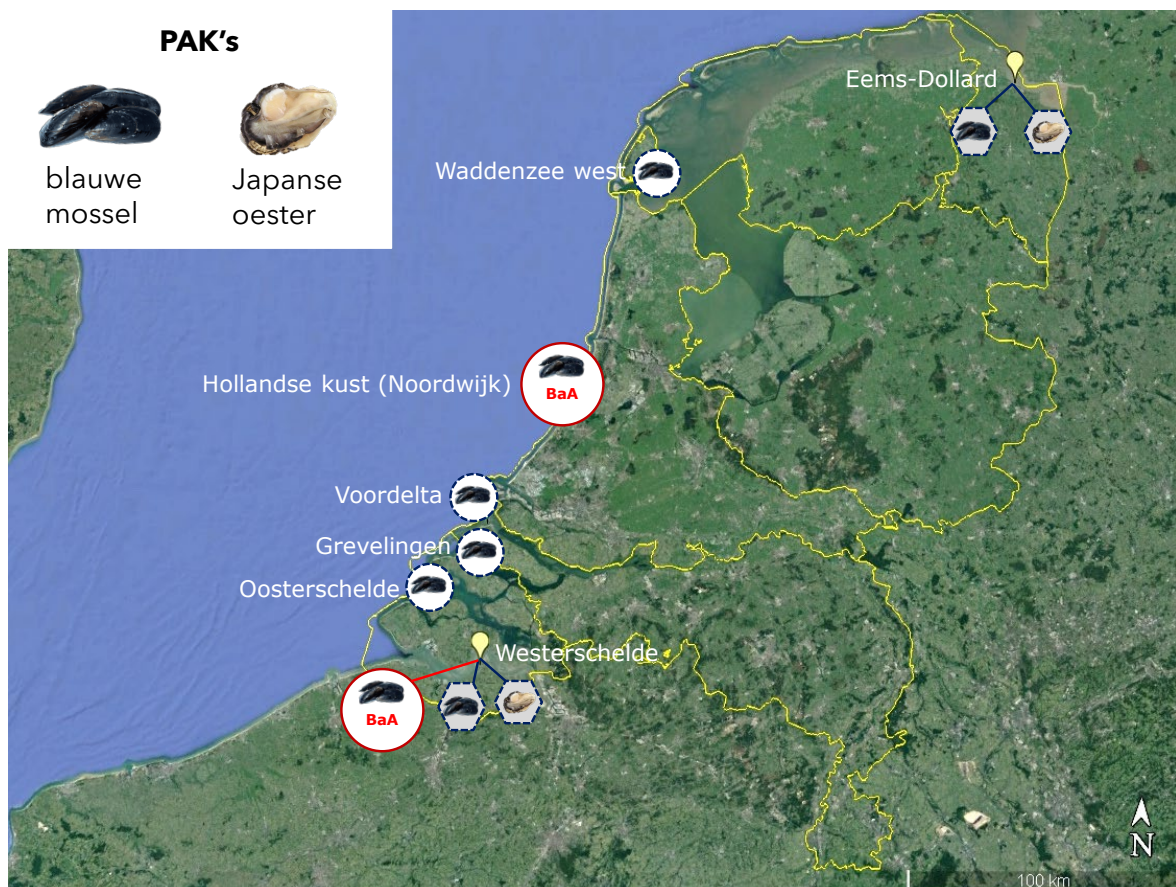 PAK's
blauwe
mossel
Japanse
oester
Eems-Dollard
Waddenzee west
Hollandse kust (Noordwijk)
BaA
Voordelta
Grevelingen
Oosterschelde
Westerschelde
BaA
N
100 km